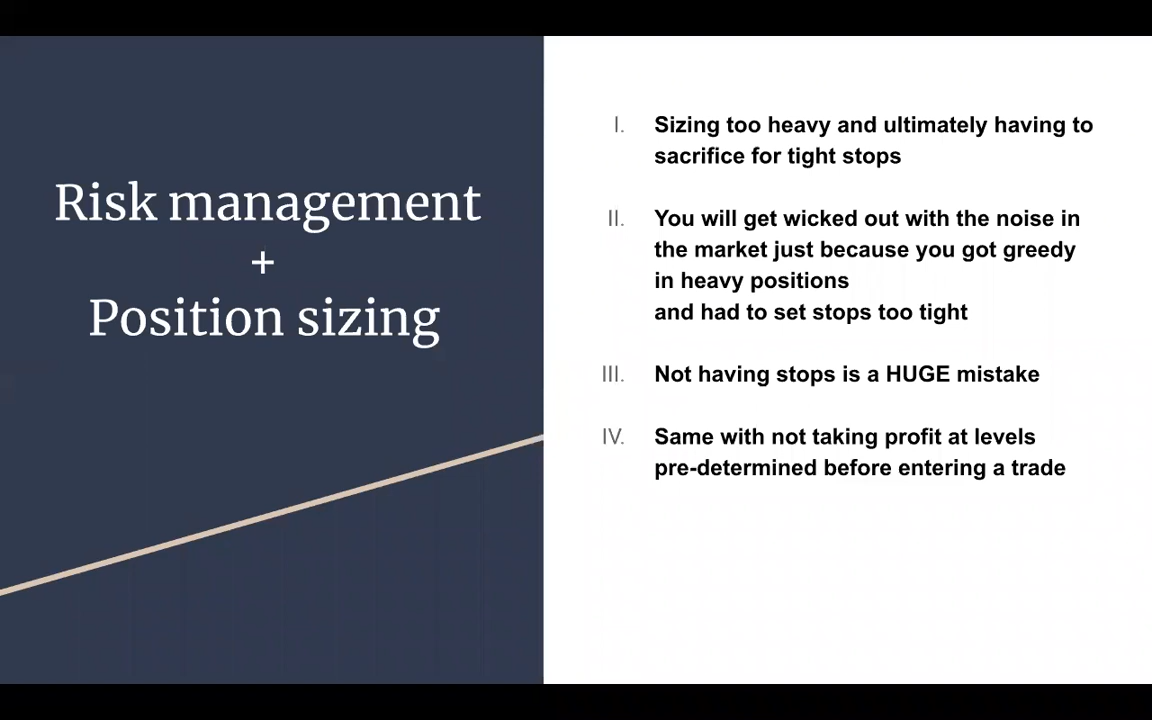 Risk management
+
Position sizing
I. Sizing too heavy and ultimately having to
sacrifice for tight stops
II. You will get wicked out with the noise in
the market just because you got greedy
in heavy positions
and had to set stops too tight
III. Not having stops is a HUGE mistake
IV. Same with not taking profit at levels
pre-determined before entering a trade